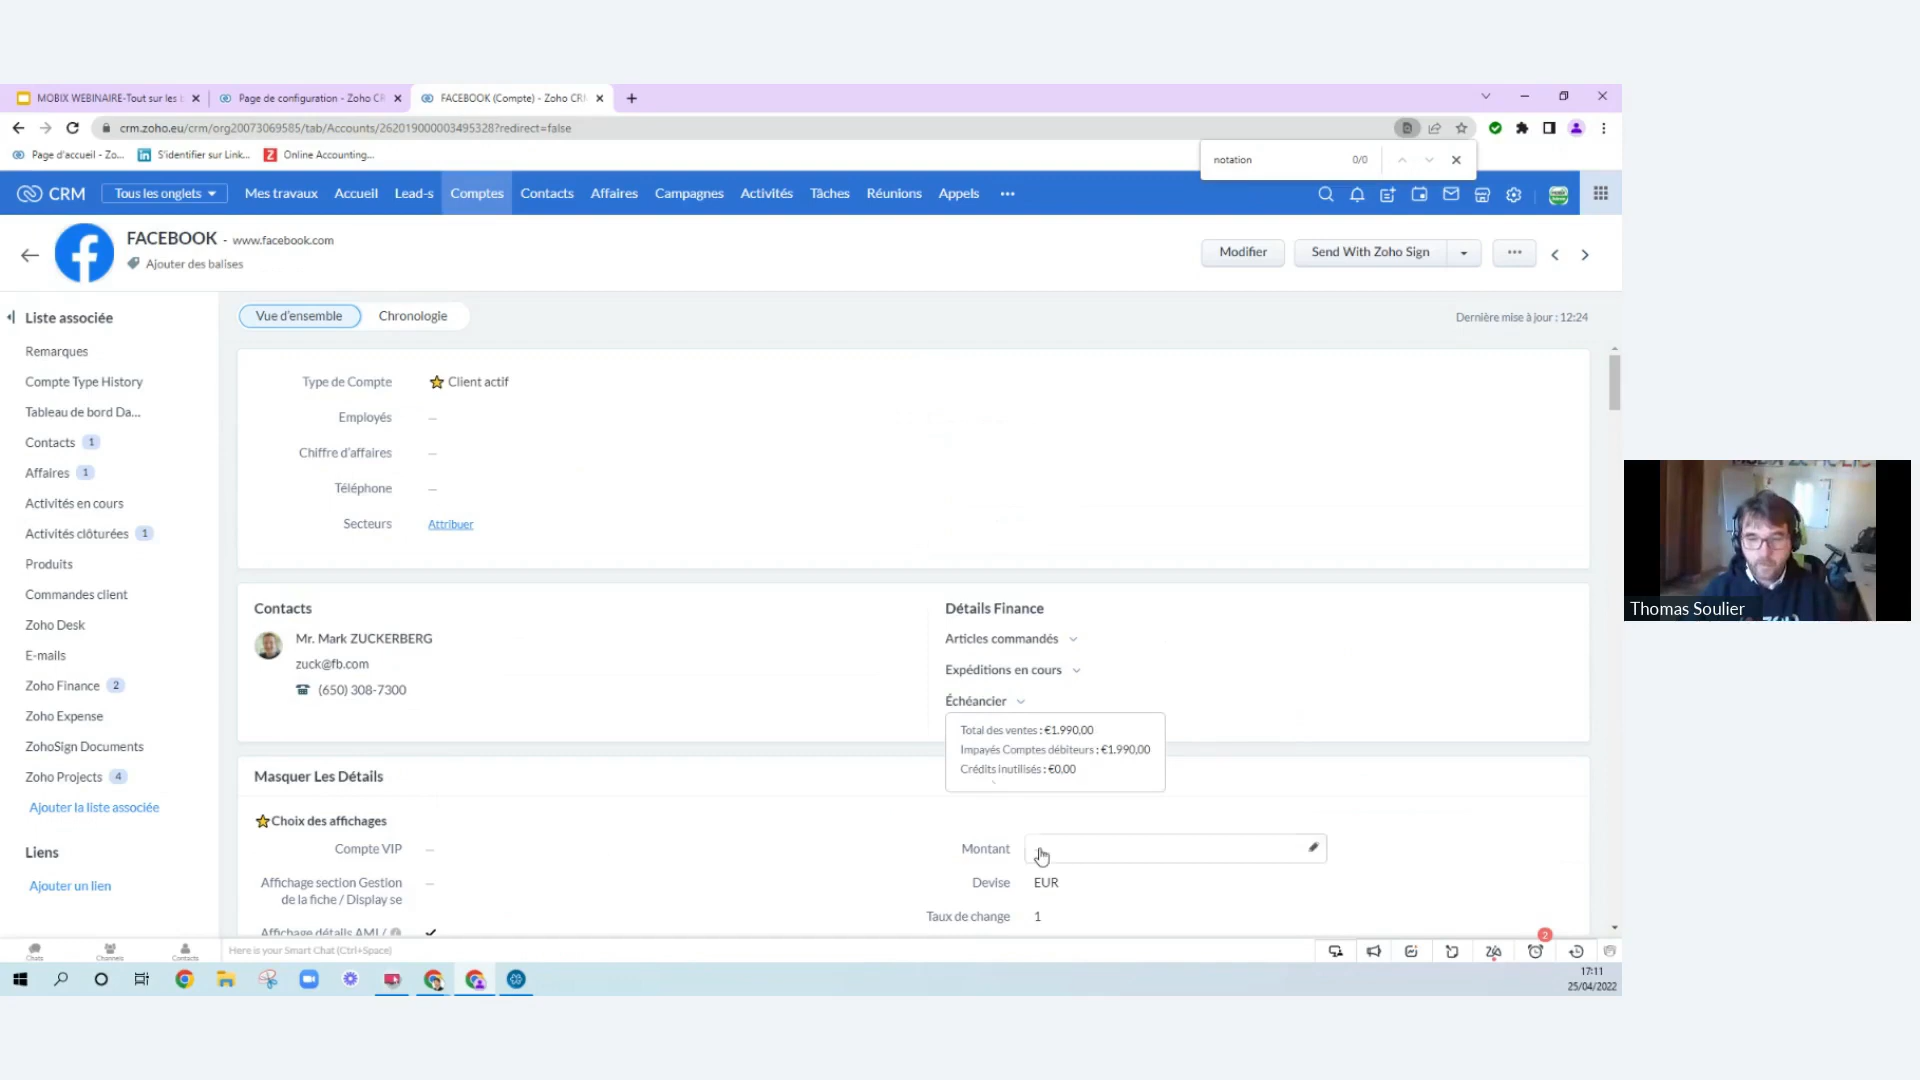 MOBIX WEBINAIRE-Tout sur les
Page de configuration - Zoho CR
FACEBOOK (Compte) - Zoho CR
crm.zoho.eu/crm/org20073069585/tab/Accounts/262019000003495328?redirect=false
Page d'accueil - Zo...
S'identifier sur Link...
Online Accounting...
notation
0/0
CRM
Tous les onglets
Mes travaux
Accueil
Lead-s
Comptes
Contacts
Affaires
Campagnes
Activités
Tâches
Réunions
Appels
FACEBOOK - www.facebook.com
Ajouter des balises
Modifier
Send With Zoho Sign
Liste associée
Remarques
Compte Type History
Tableau de bord Da...
Contacts 1
Affaires 1
Activités en cours
Activités clôturées 1
Produits
Commandes client
Zoho Desk
E-mails
Zoho Finance 2
Zoho Expense
ZohoSign Documents
Zoho Projects 4
Ajouter la liste associée
Liens
Ajouter un lien
Vue d'ensemble
Chronologie
Dernière mise à jour : 12:24
Type de Compte
Client actif
Employés
—
Chiffre d'affaires
—
Téléphone
—
Secteurs
Attribuer
Contacts
Mr. Mark ZUCKERBERG
zuck@fb.com
(650) 308-7300
Détails Finance
Articles commandés
Expéditions en cours
Échéancier
Total des ventes : €1.990,00
Impayés Comptes débiteurs : €1.990,00
Crédits inutilisés : €0,00
Masquer Les Détails
Choix des affichages
Compte VIP
—
Affichage section Gestion
de la fiche / Display se
—
Affichage détails AMI /
Montant
Devise
EUR
Taux de change
1
Chats
Channels
Contacts
Here is your Smart Chat (Ctrl+Space)
2
17:11
25/04/2022
Thomas Soulier